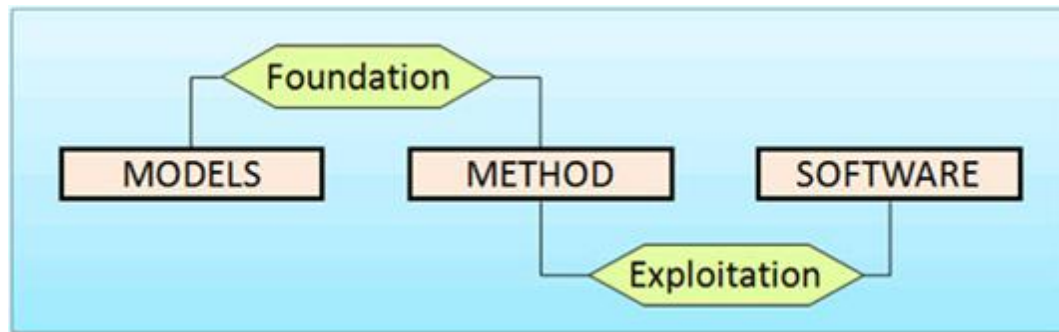 Foundation
MODELS
METHOD
SOFTWARE
Exploitation